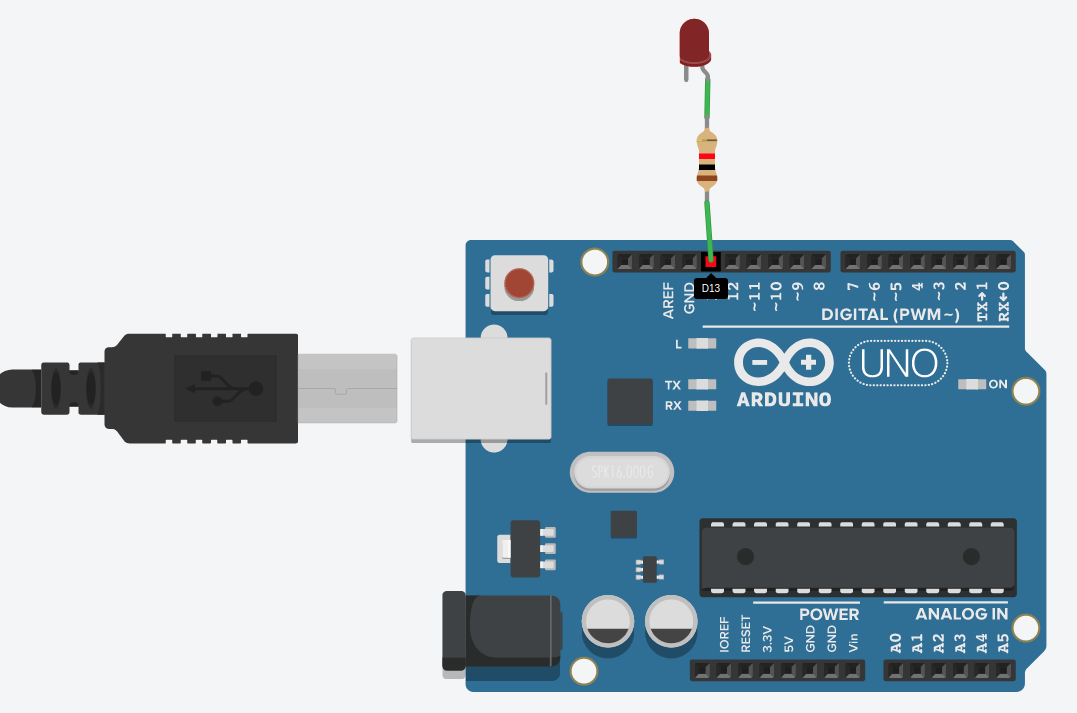 D13
AREF
GND
12
~11
~10
~9
8
7
~6
~5
4
~3
2
TX→1
RX←0
DIGITAL (PWM~)
L
TX
RX
UNO
ON
ARDUINO
SPK16.000G
POWER
ANALOG IN
IOREF
RESET
3.3V
5V
GND
GND
Vin
A0
A1
A2
A3
A4
A5